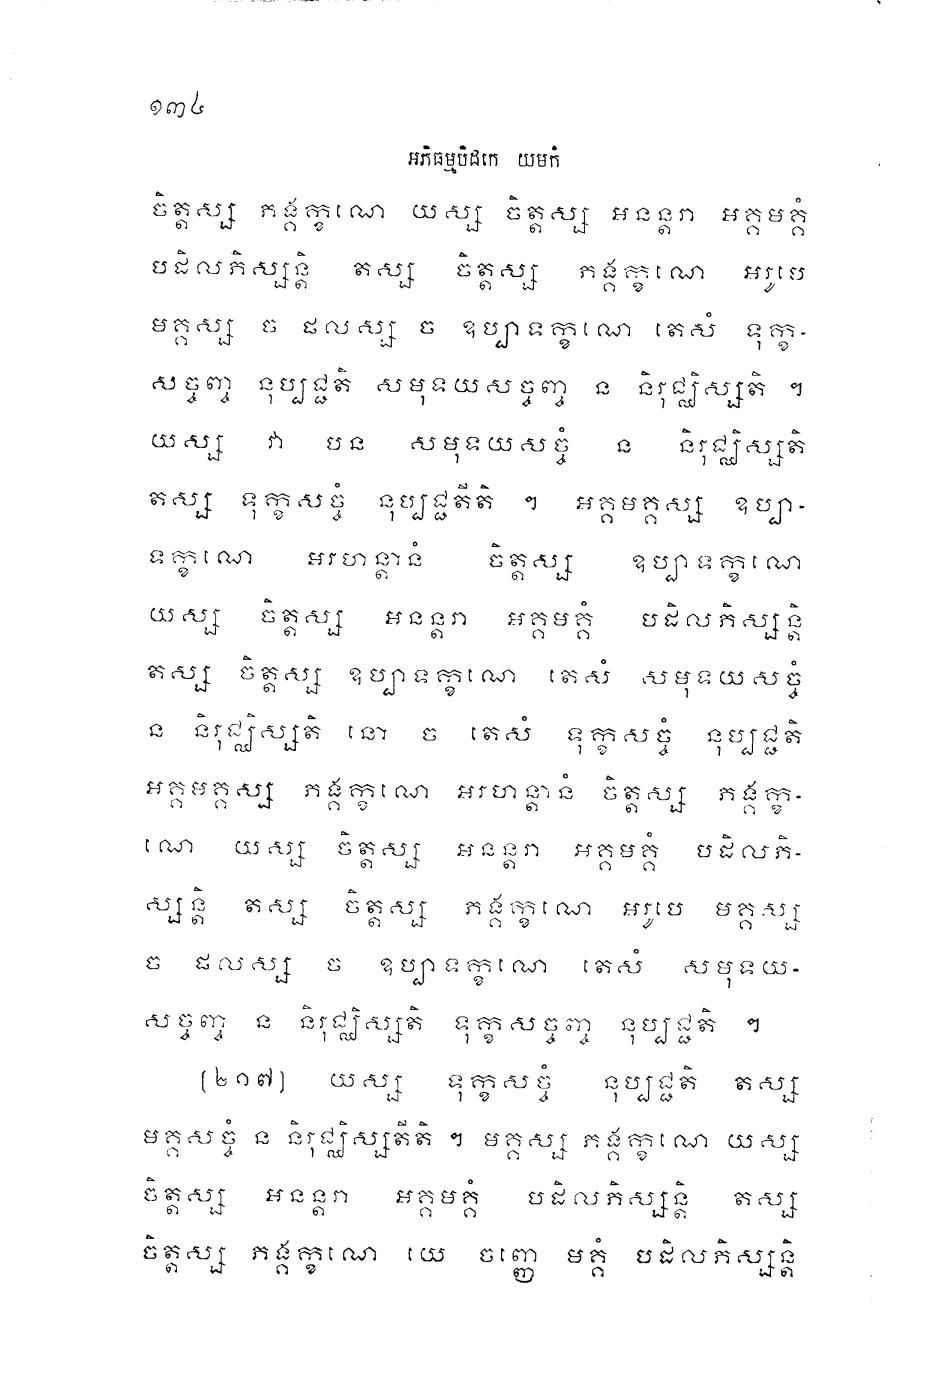 ១៣៤
អភិធម្មបិដកេ យមកំ
ចិត្តស្ស ភង្គក្ខណេ យស្ស ចិត្តស្ស អនន្តរា អគ្គមគ្គំ
បដិលភិស្សន្តិ តស្ស ចិត្តស្ស ភង្គក្ខណេ អរូបេ
មគ្គស្ស ច ផលស្ស ច ឧប្បាទក្ខណេ តេសំ ទុក្ខ-
សច្ចញ្ច នុប្បជ្ជតិ សមុទយសច្ចញ្ច ន និរុជ្ឈិស្សតិ ។
យស្ស វា បន សមុទយសច្ចំ ន និរុជ្ឈិស្សតិ
តស្ស ទុក្ខសច្ចំ នុប្បជ្ជតីតិ ។ អគ្គមគ្គស្ស ឧប្បា-
ទក្ខណេ អរហន្តានំ ចិត្តស្ស ឧប្បាទក្ខណេ
យស្ស ចិត្តស្ស អនន្តរា អគ្គមគ្គំ បដិលភិស្សន្តិ
តស្ស ចិត្តស្ស ឧប្បាទក្ខណេ តេសំ សមុទយសច្ចំ
ន និរុជ្ឈិស្សតិ នោ ច តេសំ ទុក្ខសច្ចំ នុប្បជ្ជតិ
អគ្គមគ្គស្ស ភង្គក្ខណេ អរហន្តានំ ចិត្តស្ស ភង្គក្ខ-
ណេ យស្ស ចិត្តស្ស អនន្តរា អគ្គមគ្គំ បដិលភិ-
ស្សន្តិ តស្ស ចិត្តស្ស ភង្គក្ខណេ អរូបេ មគ្គស្ស
ច ផលស្ស ច ឧប្បាទក្ខណេ តេសំ សមុទយ-
សច្ចញ្ច ន និរុជ្ឈិស្សតិ ទុក្ខសច្ចញ្ច នុប្បជ្ជតិ ។
(២១៧) យស្ស ទុក្ខសច្ចំ នុប្បជ្ជតិ តស្ស
មគ្គសច្ចំ ន និរុជ្ឈិស្សតីតិ ។ មគ្គស្ស ភង្គក្ខណេ យស្ស
ចិត្តស្ស អនន្តរា អគ្គមគ្គំ បដិលភិស្សន្តិ តស្ស
ចិត្តស្ស ភង្គក្ខណេ យេ ចញ្ញេ មគ្គំ បដិលភិស្សន្តិ